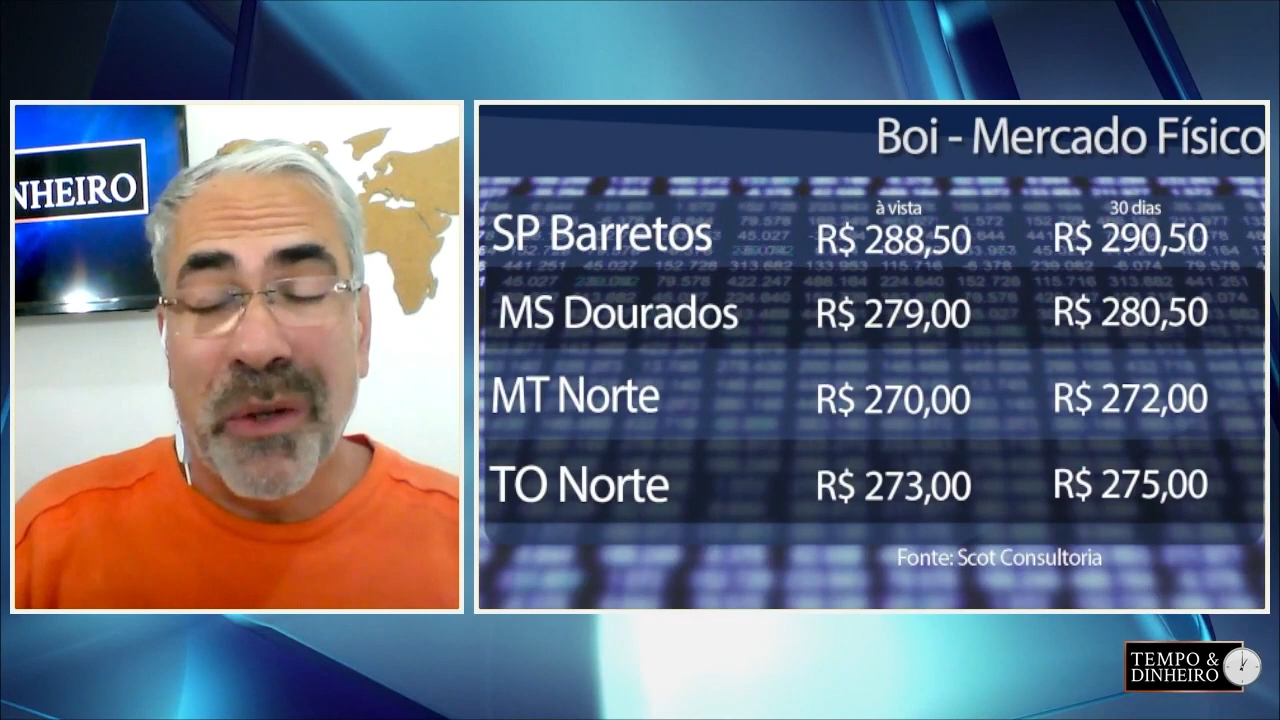 NHEIRO
Boi - Mercado Físico
à vista
30 dias
SP Barretos R$ 288,50 R$ 290,50
MS Dourados R$ 279,00 R$ 280,50
MT Norte R$ 270,00 R$ 272,00
TO Norte R$ 273,00 R$ 275,00
Fonte: Scot Consultoria
TEMPO &
DINHEIRO